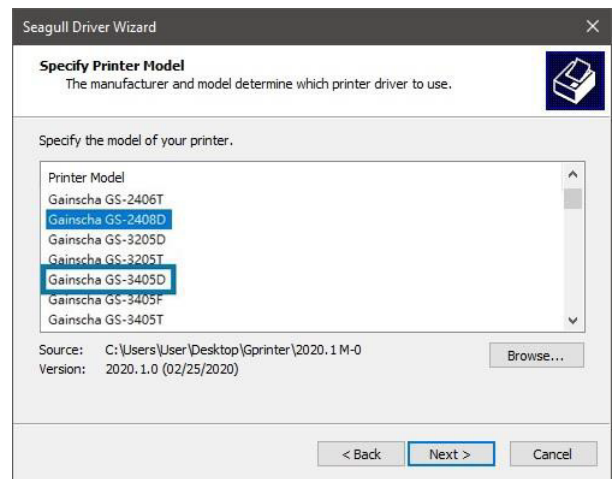 Seagull Driver Wizard
Specify Printer Model
The manufacturer and model determine which printer driver to use.
Specify the model of your printer.
Printer Model
Gainscha GS-2406T
Gainscha GS-2408D
Gainscha GS-3205D
Gainscha GS-3205T
Gainscha GS-3405D
Gainscha GS-3405F
Gainscha GS-3405T
Source: C:\Users\User\Desktop\Gprinter\2020.1 M-0
Browse...
Version: 2020.1.0 (02/25/2020)
< Back Next > Cancel